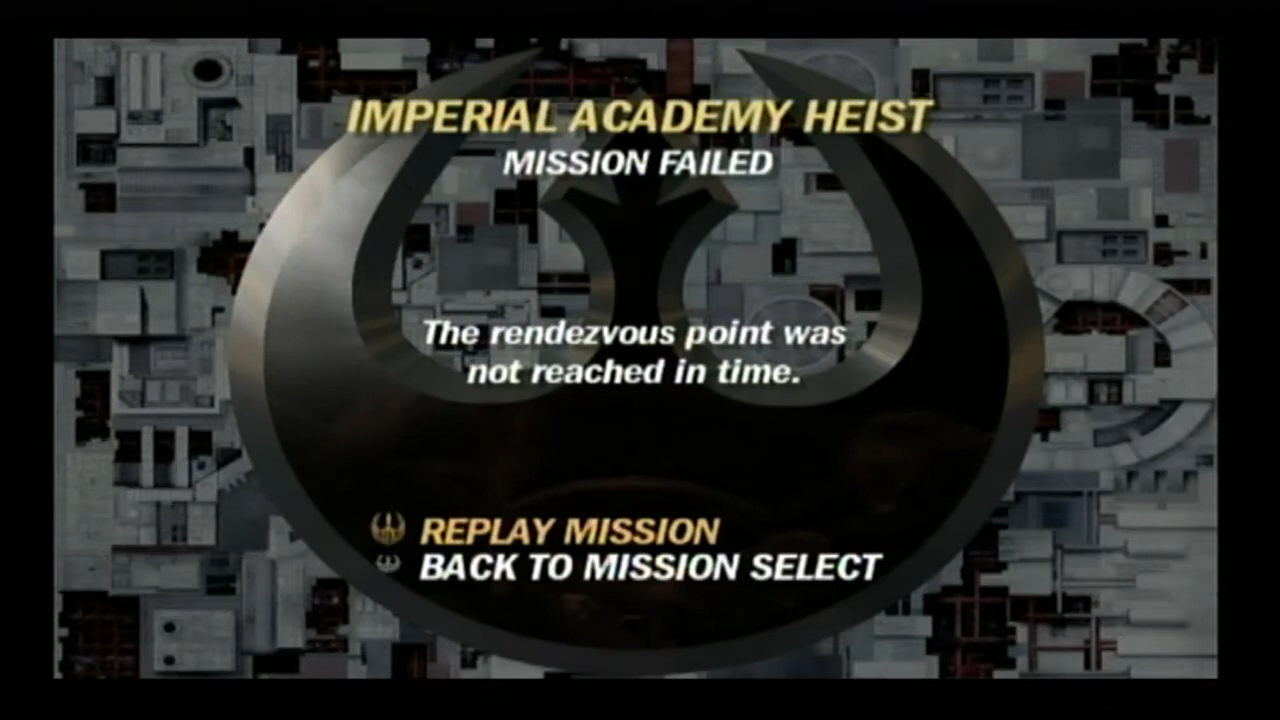 IMPERIAL ACADEMY HEIST
MISSION FAILED
The rendezvous point was
not reached in time.
REPLAY MISSION
BACK TO MISSION SELECT